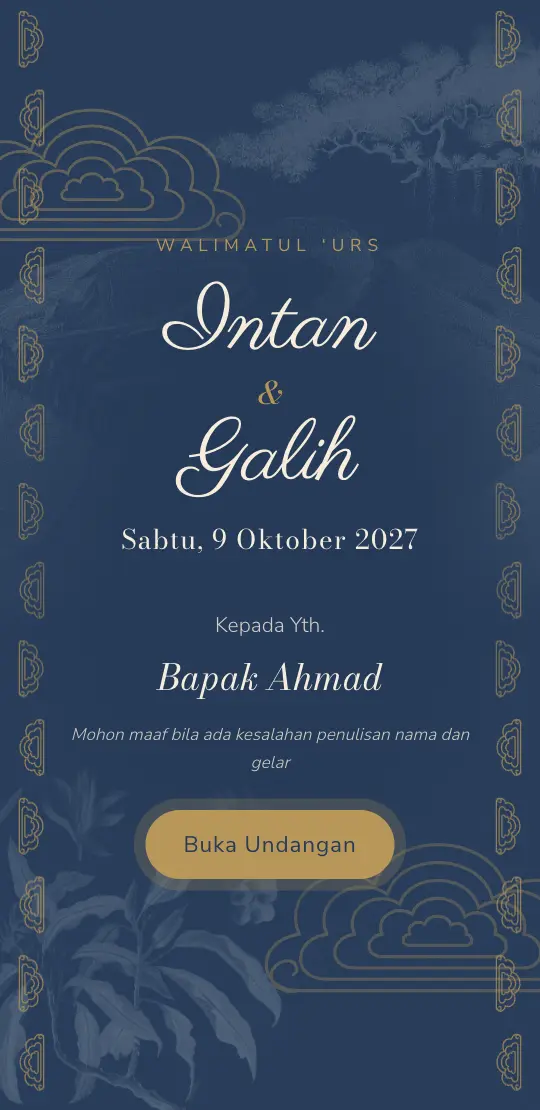 WALIMATUL 'URS
Intan
&
Galih
Sabtu, 9 Oktober 2027
Kepada Yth.
Bapak Ahmad
Mohon maaf bila ada kesalahan penulisan nama dan
gelar
Buka Undangan